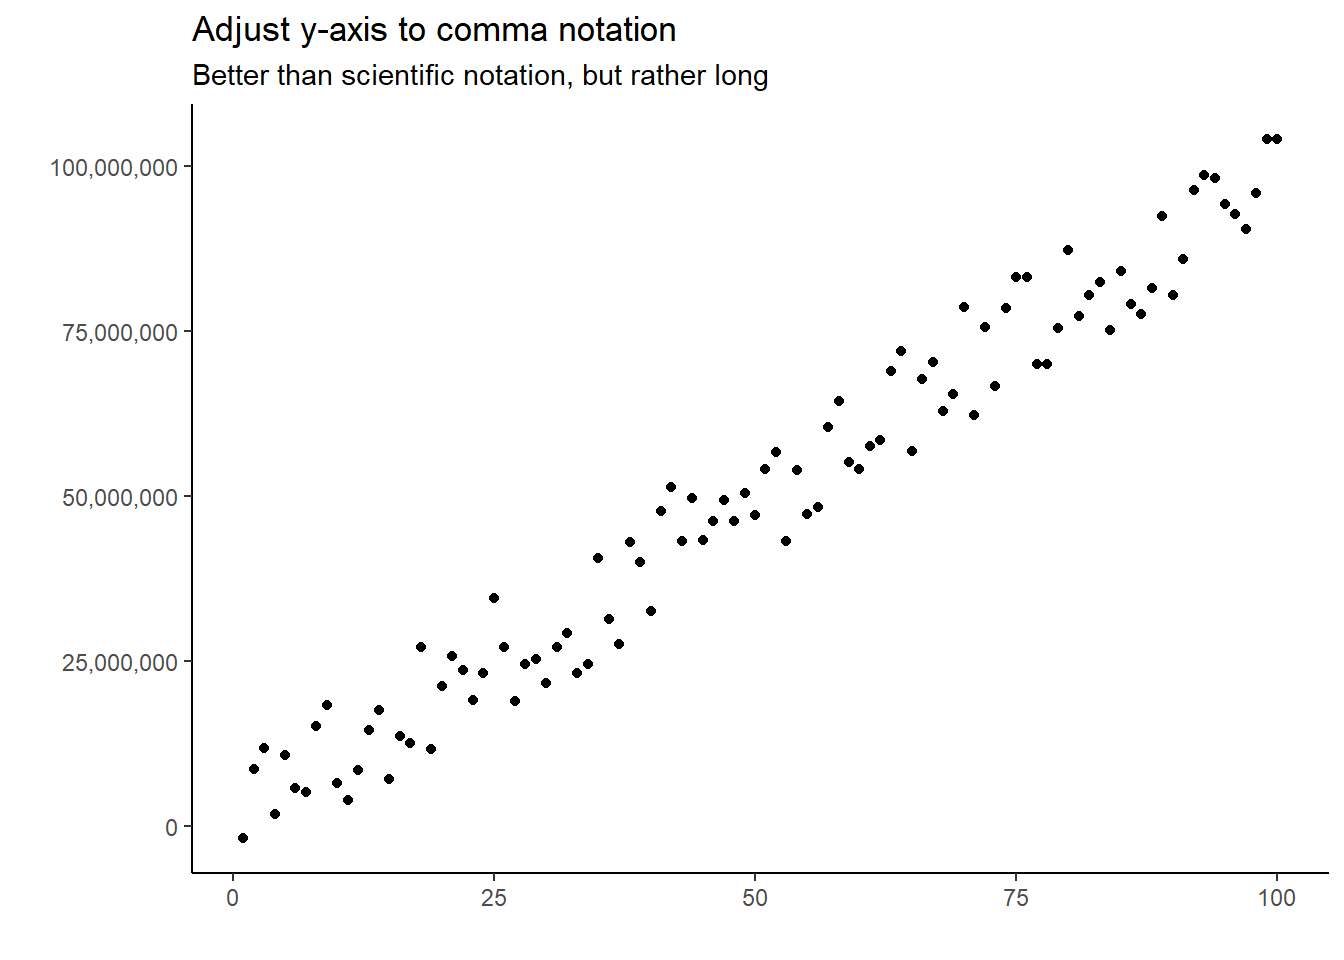 Adjust y-axis to comma notation
Better than scientific notation, but rather long
100,000,000
75,000,000
50,000,000
25,000,000
0
0 25 50 75 100